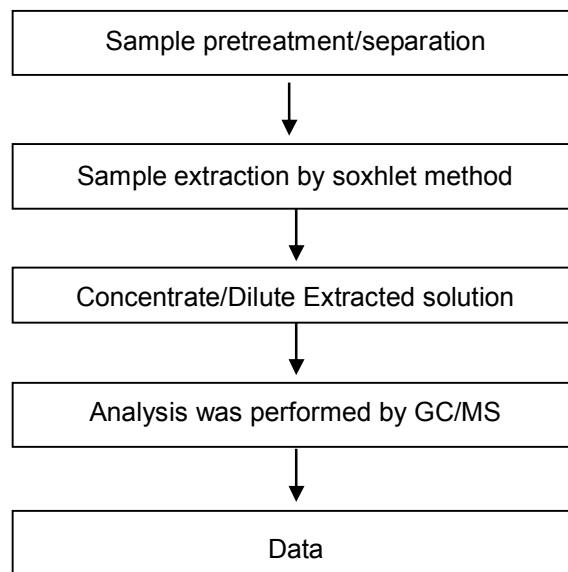 Sample pretreatment/separation
Sample extraction by soxhlet method
Concentrate/Dilute Extracted solution
Analysis was performed by GC/MS
Data